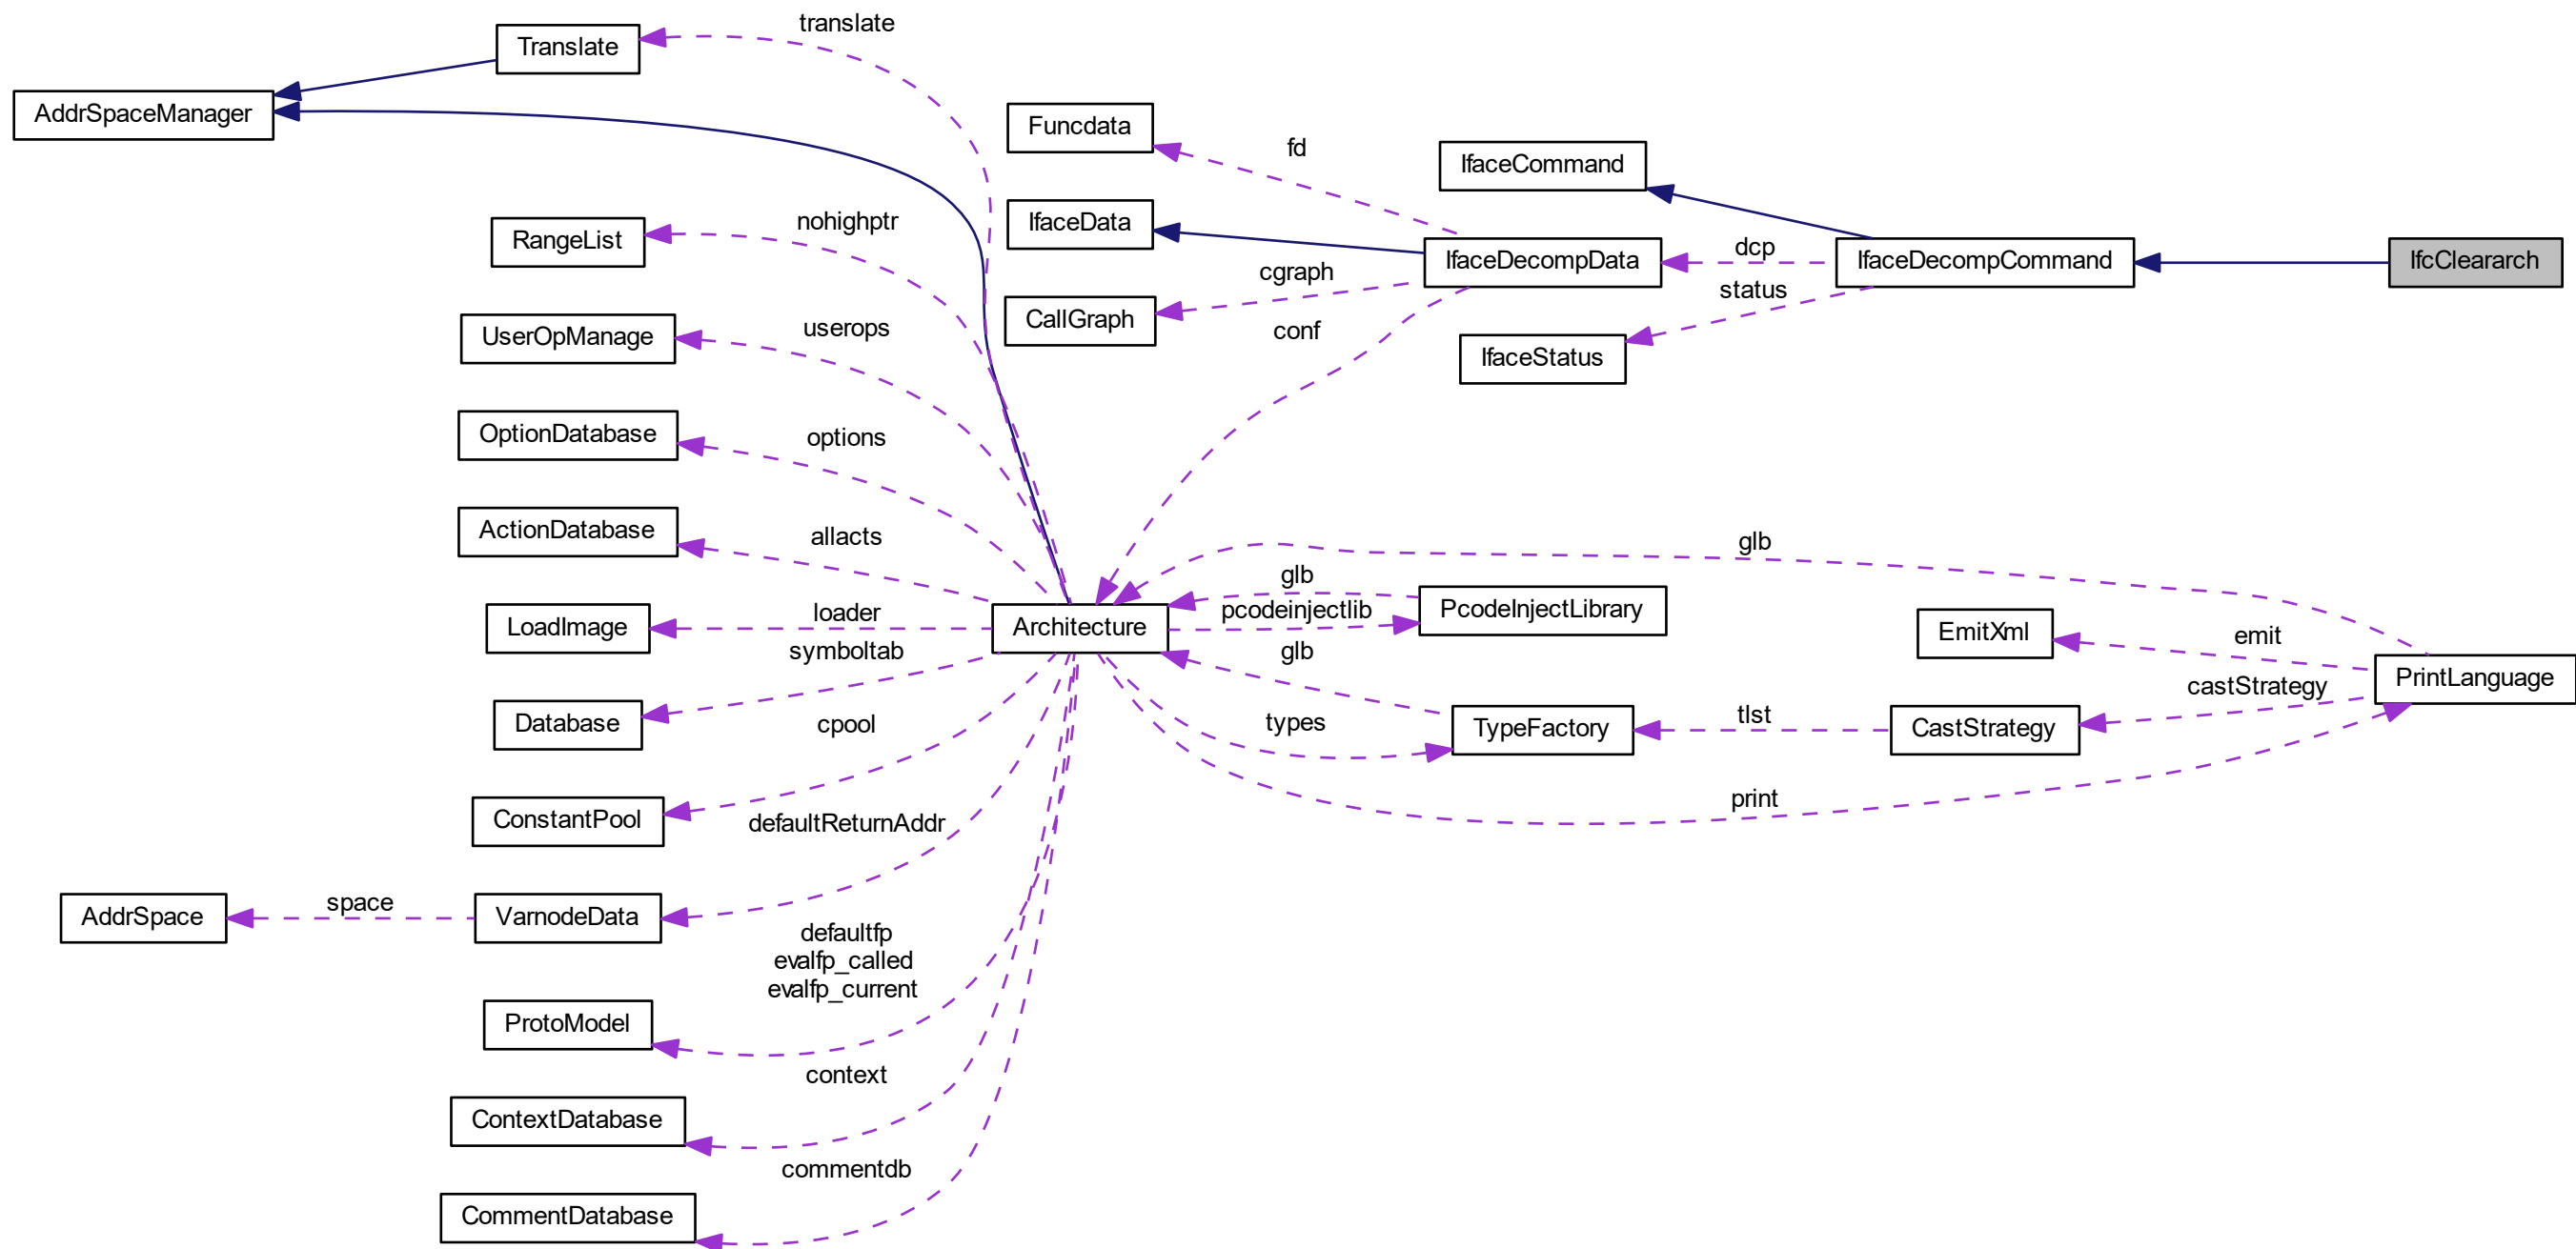 translate
Translate
AddrSpaceManager
Funcdata
fd
IfaceCommand
nohighptr
RangeList
IfaceData
IfaceDecompData
dcp
IfaceDecompCommand
IfcCleararch
cgraph
status
CallGraph
conf
userops
UserOpManage
IfaceStatus
options
OptionDatabase
allacts
ActionDatabase
glb
glb
loader
pcodeinjectlib
PcodeInjectLibrary
LoadImage
Architecture
EmitXml
emit
symboltab
glb
PrintLanguage
castStrategy
Database
cpool
types
TypeFactory
tlst
CastStrategy
print
ConstantPool
defaultReturnAddr
AddrSpace
space
VarnodeData
defaultfp
evalfp_called
evalfp_current
ProtoModel
context
ContextDatabase
commentdb
CommentDatabase